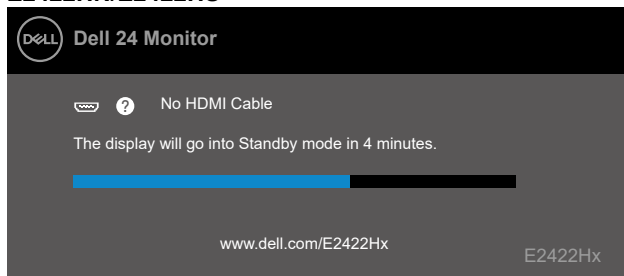 DELL Dell 24 Monitor
? No HDMI Cable
The display will go into Standby mode in 4 minutes.
www.dell.com/E2422Hx
E2422Hx